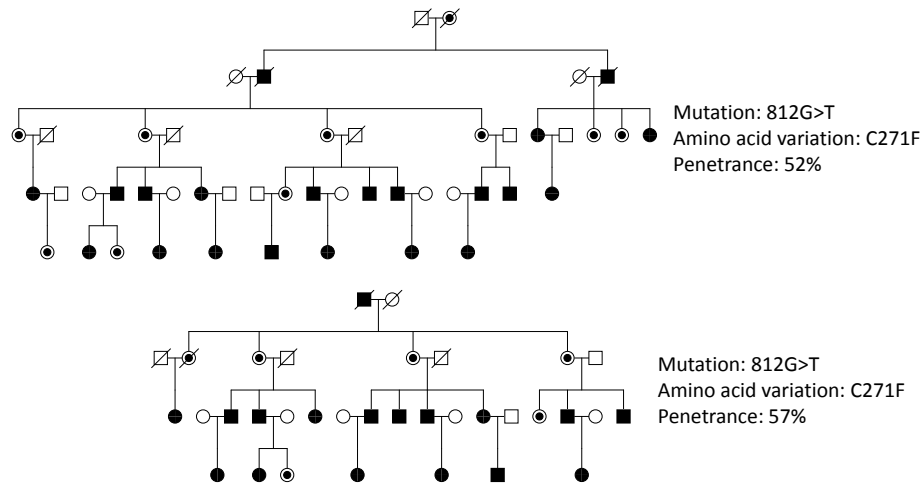 Mutation: 812G>T
Amino acid variation: C271F
Penetrance: 52%
Mutation: 812G>T
Amino acid variation: C271F
Penetrance: 57%